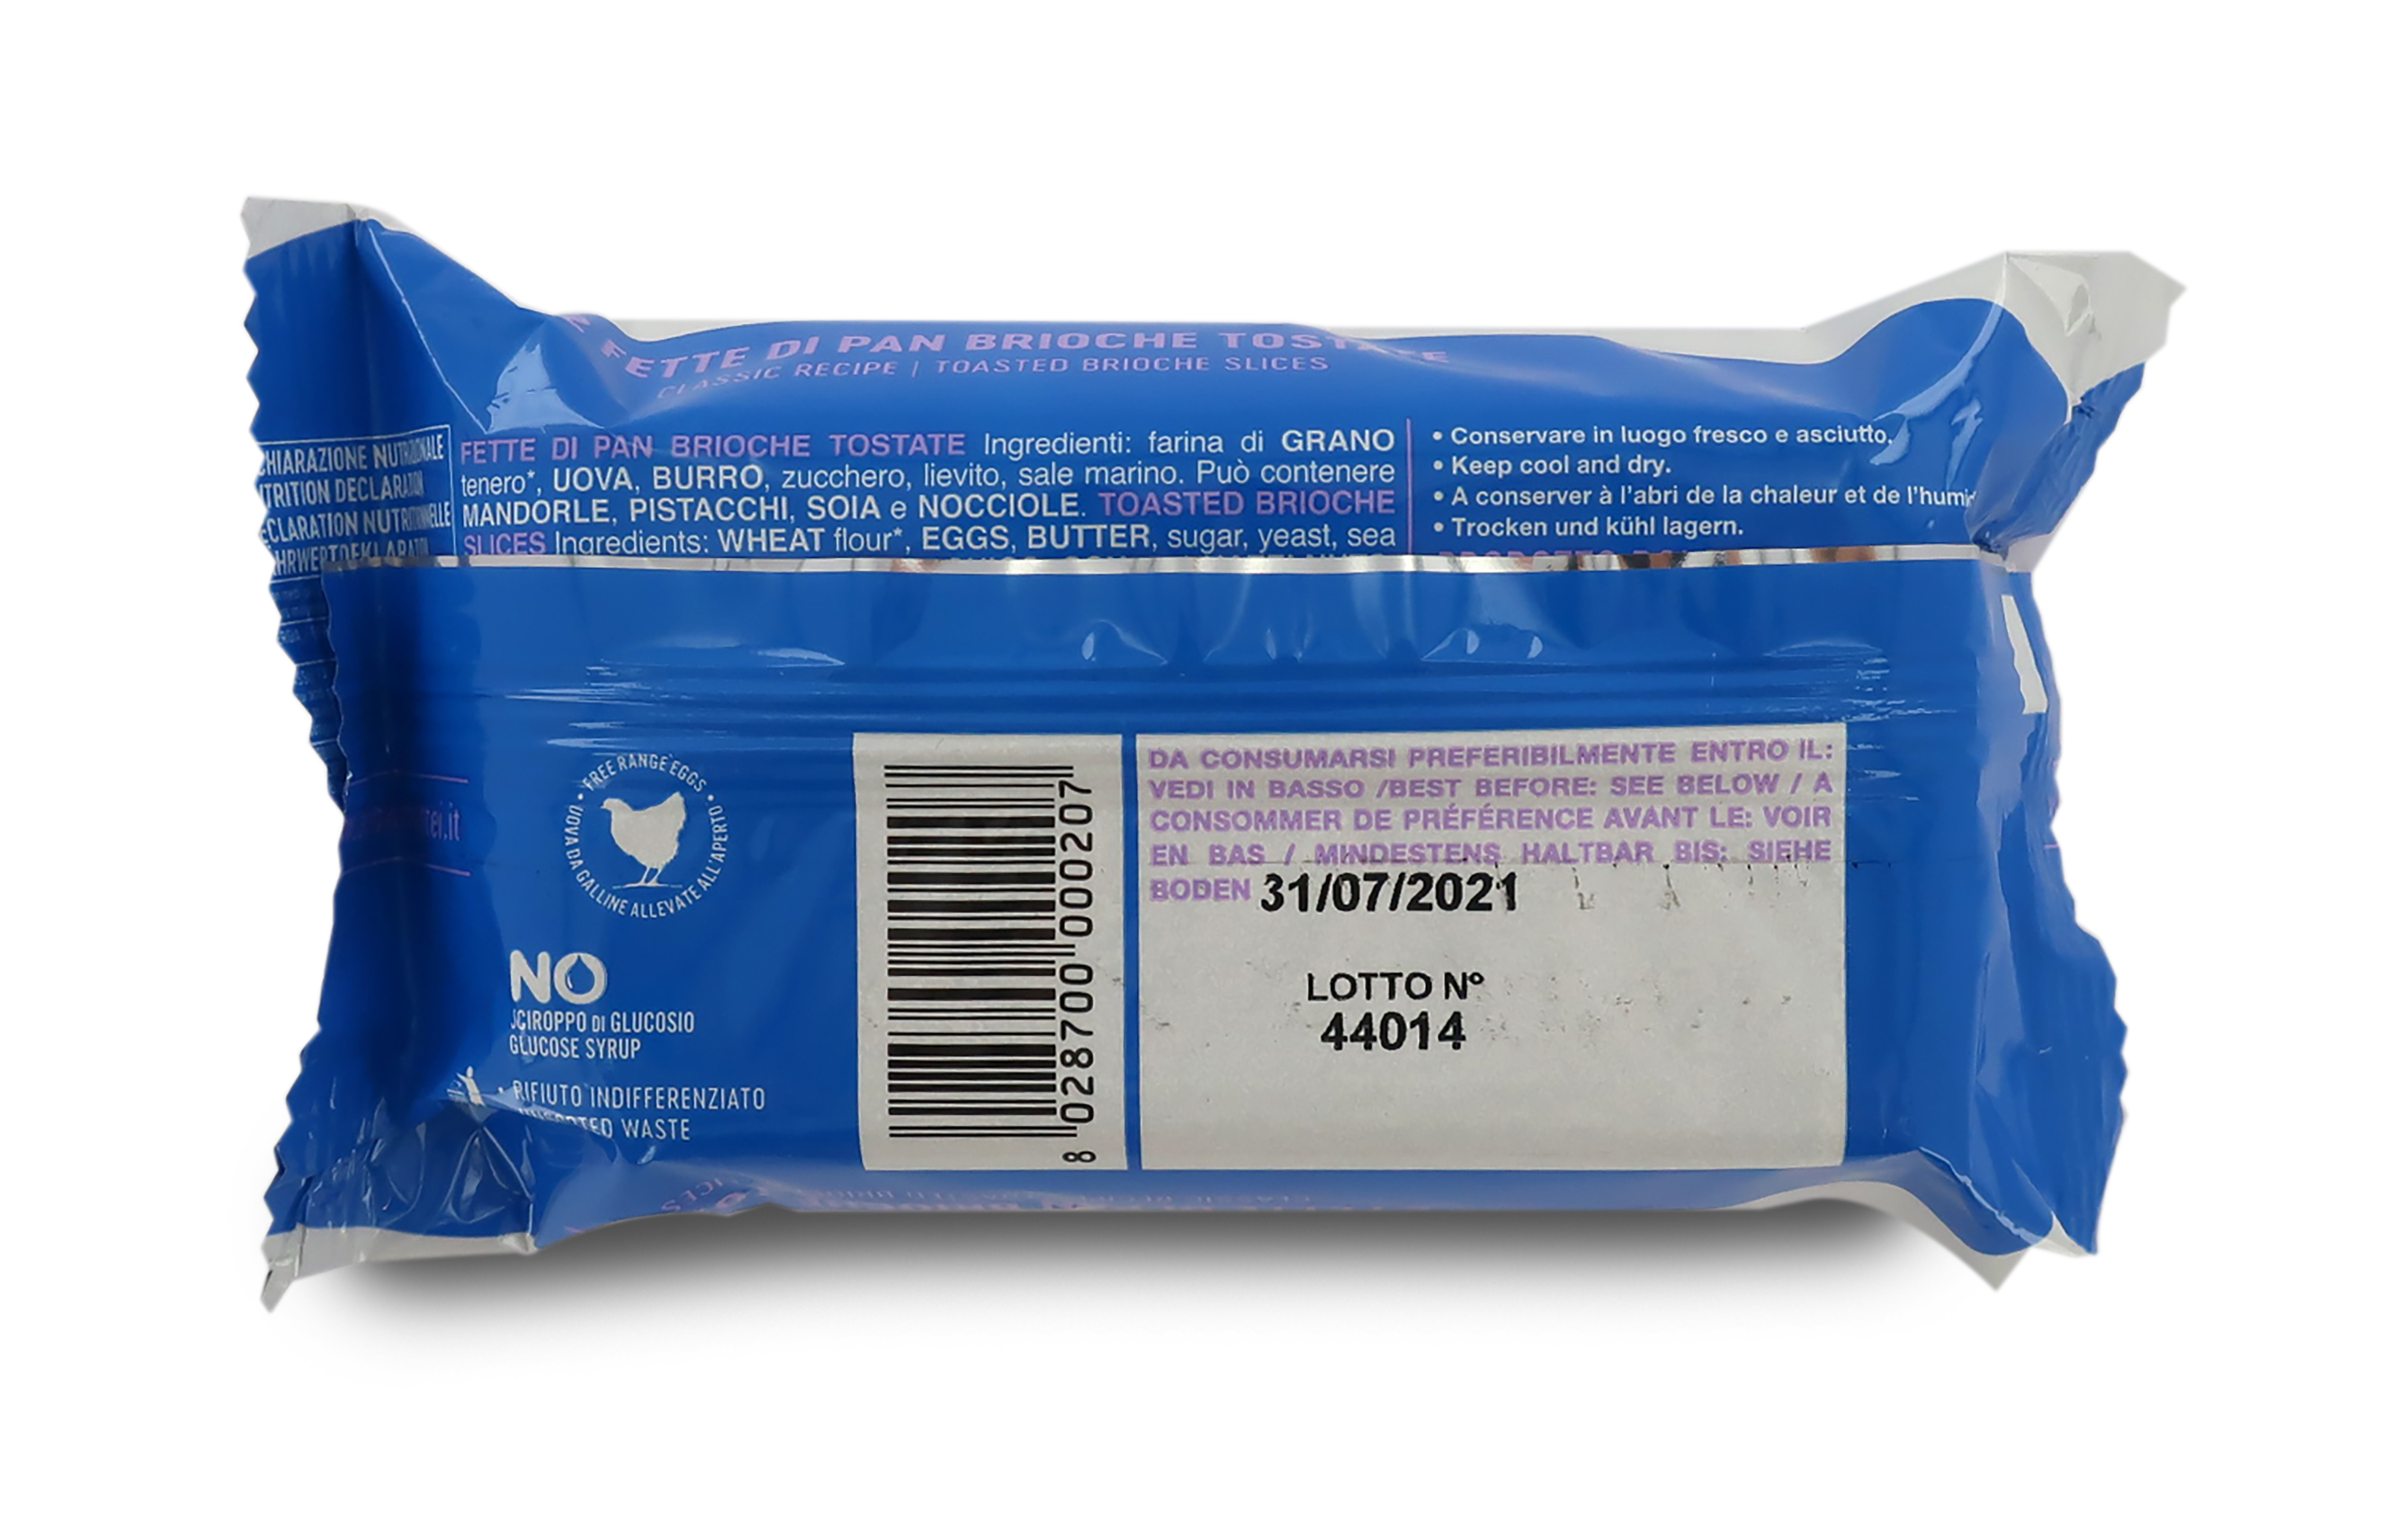 FETTE DI PAN BRIOCHE TOSTATE
CLASSIC RECIPE | TOASTED BRIOCHE SLICES
NUTRIZIONALE
DECLARATION
FETTE DI PAN BRIOCHE TOSTATE Ingredienti: farina di GRANO
tenero*, UOVA, BURRO, zucchero, lievito, sale marino. Può contenere
MANDORLE, PISTACCHI, SOIA e NOCCIOLE. TOASTED BRIOCHE
SLICES Ingredients: WHEAT flour*, EGGS, BUTTER, sugar, yeast, sea
• Conservare in luogo fresco e asciutto.
• Keep cool and dry.
• A conserver à l'abri de la chaleur et de l'humi
• Trocken und kühl lagern.
• FREE RANGE EGGS •
UOVA DA GALLINE ALLEVATE ALL'APERTO
NO
SCIROPPO DI GLUCOSIO
GLUCOSE SYRUP
RIFIUTO INDIFFERENZIATO
WASTE
8 028700 000207
DA CONSUMARSI PREFERIBILMENTE ENTRO IL:
VEDI IN BASSO /BEST BEFORE: SEE BELOW / A
CONSOMMER DE PRÉFÉRENCE AVANT LE: VOIR
EN BAS / MINDESTENS HALTBAR BIS: SIEHE
BODEN 31/07/2021
LOTTO Nº
44014